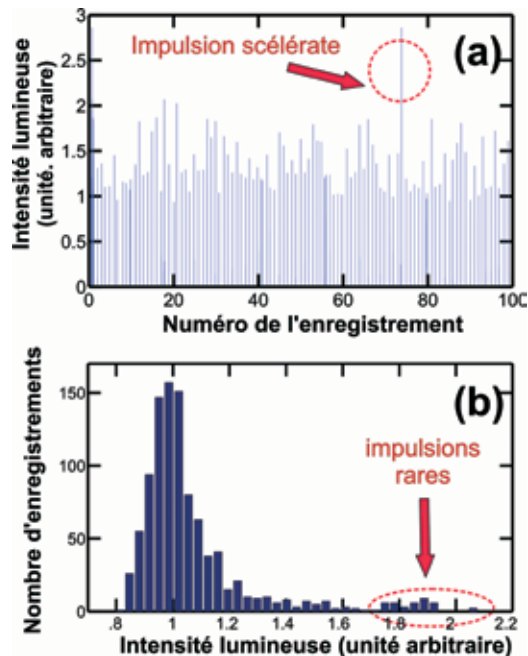 3
(a)
Impulsion scélérate
2.5
2
1.5
1
0.5
0
Intensité lumineuse
(unité. arbitraire)
0 20 40 60 80 100
Numéro de l'enregistrement
(b)
150
impulsions
rares
100
50
0
Nombre d'enregistrements
.8 1 1.2 1.4 1.6 1.8 2 2.2
Intensité lumineuse (unité arbitraire)